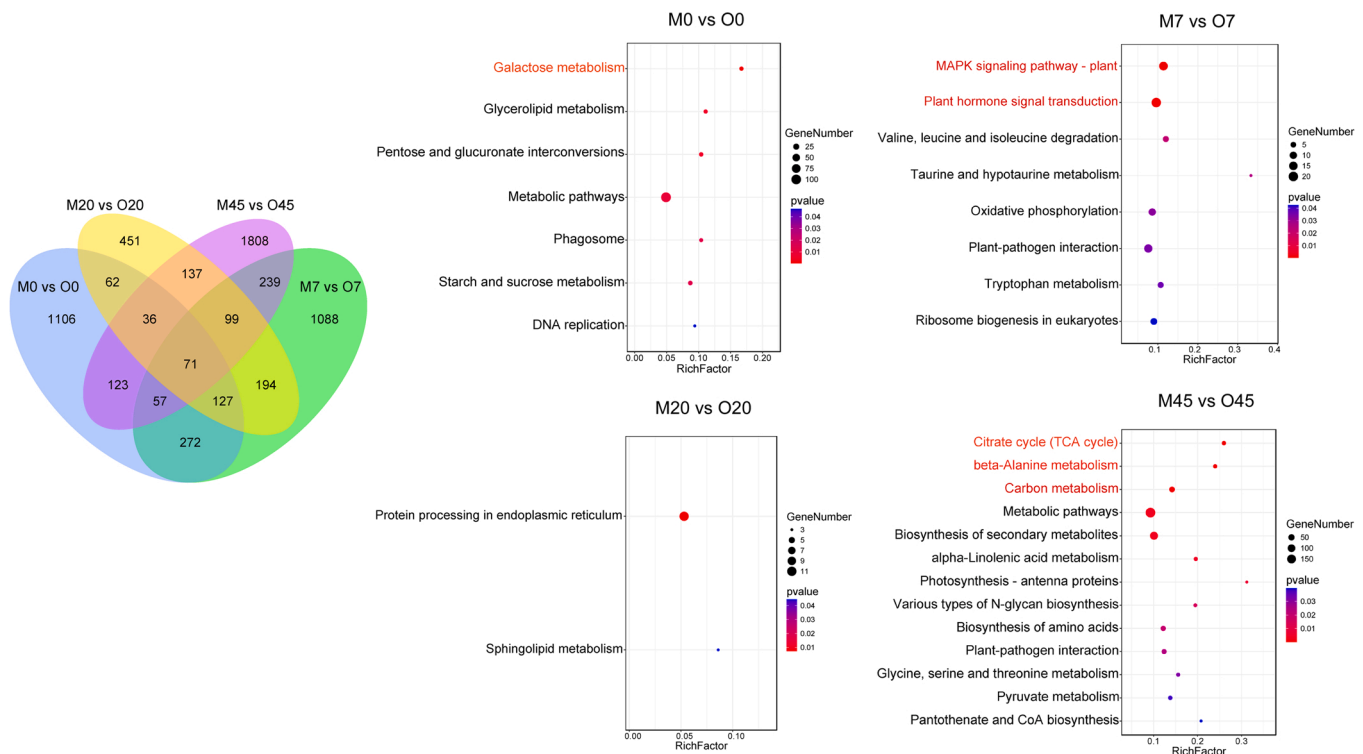 M20 vs O20
M45 vs O45
451
1808
62
137
239
M0 vs O0
M7 vs O7
1106
36
99
1088
71
123
57
127
194
272
M0 vs O0
Galactose metabolism
Glycerolipid metabolism
Pentose and glucuronate interconversions
Metabolic pathways
Phagosome
Starch and sucrose metabolism
DNA replication
0.00 0.05 0.10 0.15 0.20
RichFactor
GeneNumber
25
50
75
100
pvalue
0.04
0.03
0.02
0.01
M7 vs O7
MAPK signaling pathway - plant
Plant hormone signal transduction
Valine, leucine and isoleucine degradation
Taurine and hypotaurine metabolism
Oxidative phosphorylation
Plant-pathogen interaction
Tryptophan metabolism
Ribosome biogenesis in eukaryotes
0.1 0.2 0.3 0.4
RichFactor
GeneNumber
5
10
15
20
pvalue
0.04
0.03
0.02
0.01
M20 vs O20
Protein processing in endoplasmic reticulum
Sphingolipid metabolism
0.00 0.05 0.10
RichFactor
GeneNumber
3
5
7
9
11
pvalue
0.04
0.03
0.02
0.01
M45 vs O45
Citrate cycle (TCA cycle)
beta-Alanine metabolism
Carbon metabolism
Metabolic pathways
Biosynthesis of secondary metabolites
alpha-Linolenic acid metabolism
Photosynthesis - antenna proteins
Various types of N-glycan biosynthesis
Biosynthesis of amino acids
Plant-pathogen interaction
Glycine, serine and threonine metabolism
Pyruvate metabolism
Pantothenate and CoA biosynthesis
0.1 0.2 0.3
RichFactor
GeneNumber
50
100
150
pvalue
0.03
0.02
0.01